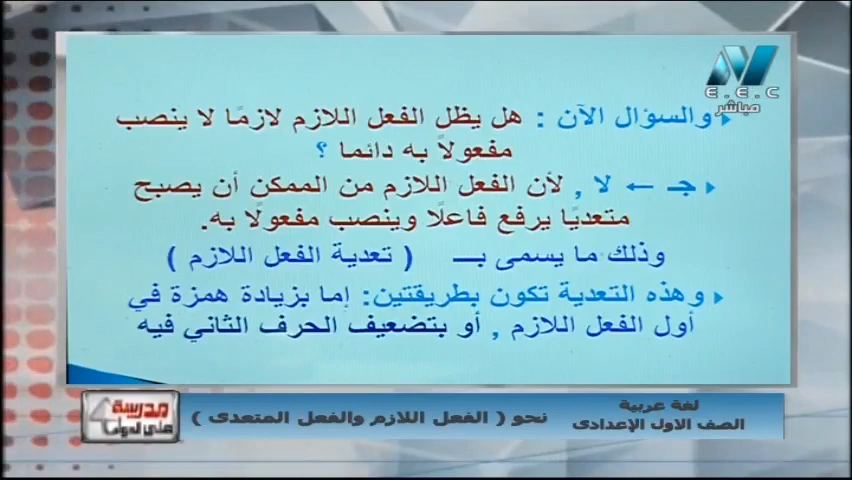 والسؤال الآن : هل يظل الفعل اللازم لازمًا لا ينصب
مفعولاً به دائما ؟
جـ ← لا , لأن الفعل اللازم من الممكن أن يصبح
متعديًا يرفع فاعلًا وينصب مفعولًا به.
وذلك ما يسمى بـــ ( تعدية الفعل اللازم )
وهذه التعدية تكون بطريقتين: إما بزيادة همزة في
أول الفعل اللازم , أو بتضعيف الحرف الثاني فيه
E.E.C
مباشر
لغة عربية
الصف الاول الإعدادى
نحو ( الفعل اللازم والفعل المتعدى )
مدرسة
على الهواء